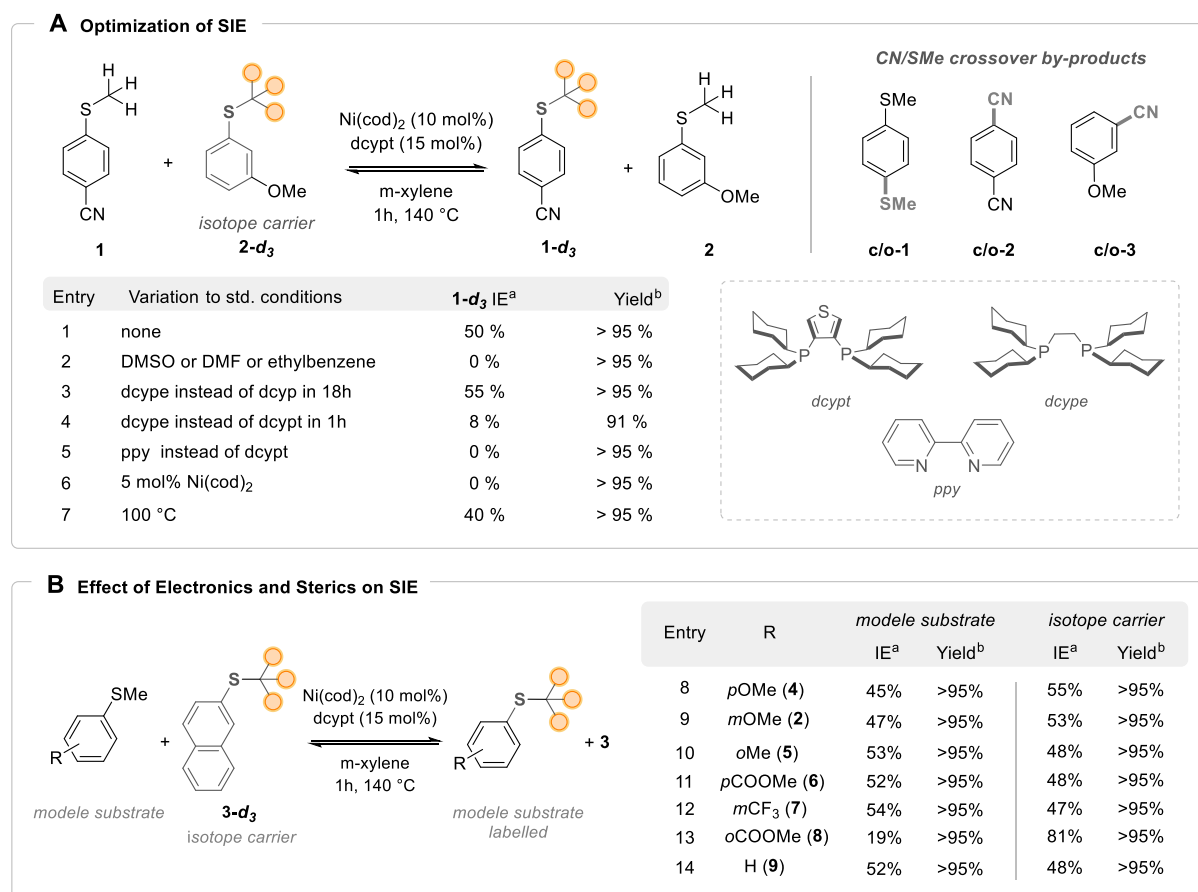 A Optimization of SIE
H
H
H
S
CN
1
+
S
OMe
isotope carrier
2-d3
Ni(cod)2 (10 mol%)
dcypt (15 mol%)
m-xylene
1h, 140 °C
S
CN
1-d3
+
H
H
H
S
OMe
2
CN/SMe crossover by-products
SMe
SMe
c/o-1
CN
CN
c/o-2
CN
OMe
c/o-3
Entry Variation to std. conditions 1-d3 IEa Yieldb
1 none 50 % > 95 %
2 DMSO or DMF or ethylbenzene 0 % > 95 %
3 dcype instead of dcyp in 18h 55 % > 95 %
4 dcype instead of dcypt in 1h 8 % 91 %
5 ppy instead of dcypt 0 % > 95 %
6 5 mol% Ni(cod)2 0 % > 95 %
7 100 °C 40 % > 95 %
S
P P
dcypt
P P
dcype
N N
ppy
B Effect of Electronics and Sterics on SIE
SMe
R
modele substrate
+
S
3-d3
isotope carrier
Ni(cod)2 (10 mol%)
dcypt (15 mol%)
m-xylene
1h, 140 °C
S
R
modele substrate
labelled
+ 3
modele substrate isotope carrier
Entry R IEa Yieldb IEa Yieldb
8 pOMe (4) 45% >95% 55% >95%
9 mOMe (2) 47% >95% 53% >95%
10 oMe (5) 53% >95% 48% >95%
11 pCOOMe (6) 52% >95% 48% >95%
12 mCF3 (7) 54% >95% 47% >95%
13 oCOOMe (8) 19% >95% 81% >95%
14 H (9) 52% >95% 48% >95%